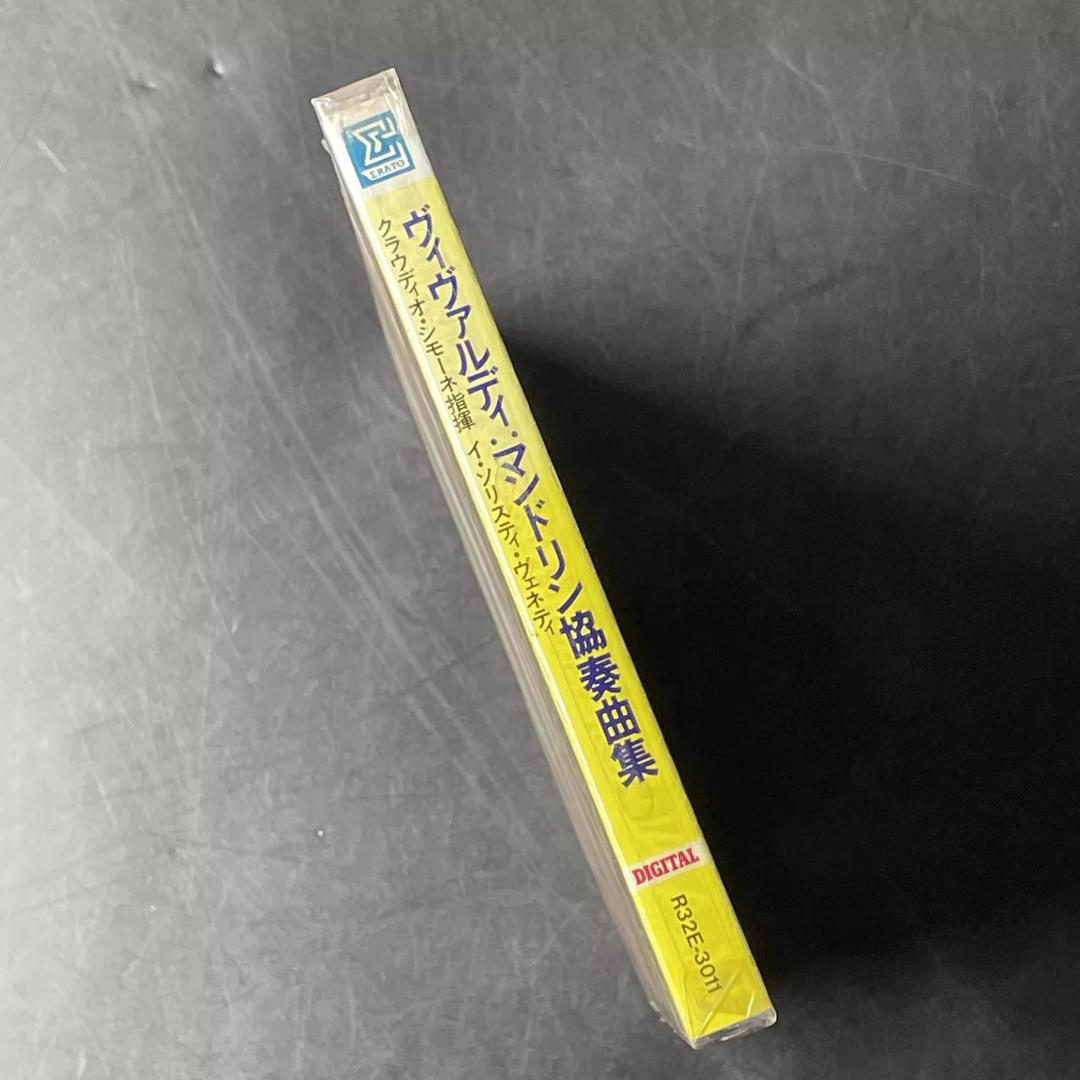 ΣRATO
ヴィヴァルディ：マンドリン協奏曲集
クラウディオ・シモーネ指揮 イ・ソリスティ・ヴェネティ
DIGITAL
R32E-3011